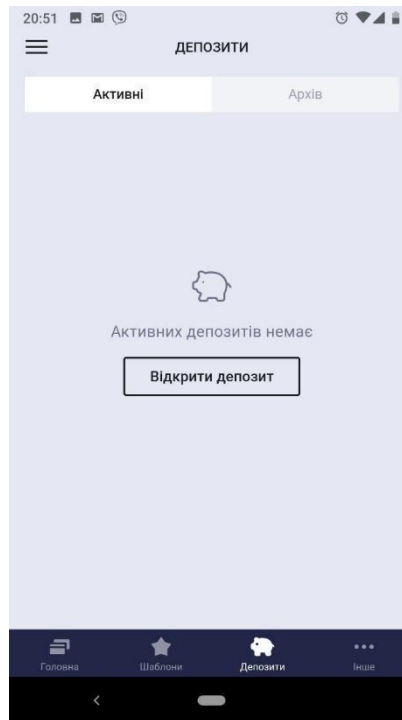 20:51
ДЕПОЗИТИ
Активні
Архів
Активних депозитів немає
Відкрити депозит
Головна
Шаблони
Депозити
Інше